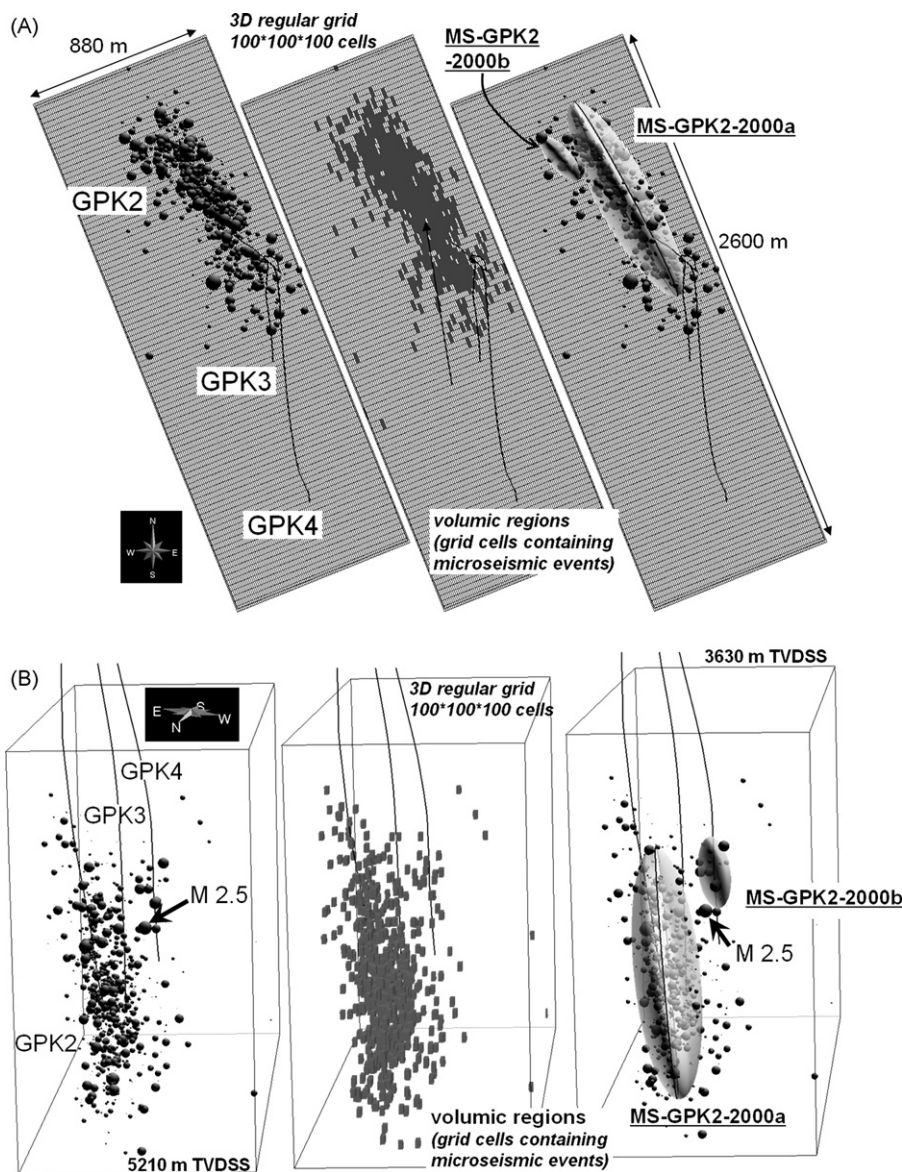 (A)
880 m
3D regular grid
100*100*100 cells
MS-GPK2
-2000b
MS-GPK2-2000a
GPK2
2600 m
GPK3
GPK4
volumic regions
(grid cells containing
microseismic events)
N
W E
S
(B)
3D regular grid
100*100*100 cells
3630 m TVDSS
E S
N W
GPK4
GPK3
M 2.5
MS-GPK2-2000b
M 2.5
GPK2
volumic regions
(grid cells containing
microseismic events)
MS-GPK2-2000a
5210 m TVDSS